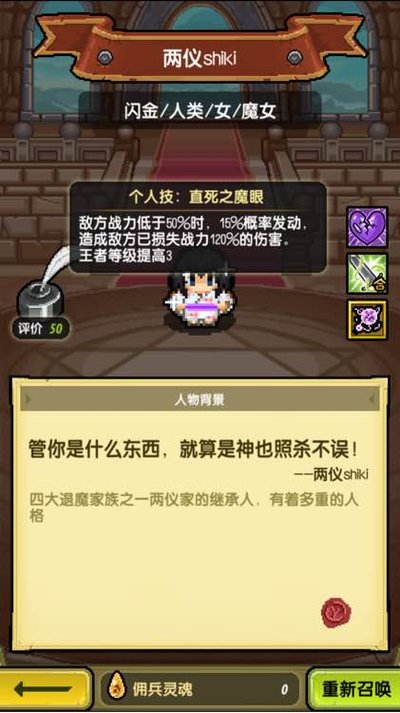 两仪shiki
闪金/人类/女/魔女
个人技：直死之魔眼
敌方战力低于50%时，15%概率发动，
造成敌方已损失战力120%的伤害。
王者等级提高3
合
评价 50
人物背景
管你是什么东西，就算是神也照杀不误！
--两仪shiki
四大退魔家族之一两仪家的继承人，有着多重的人
格
佣兵灵魂 0
重新召唤